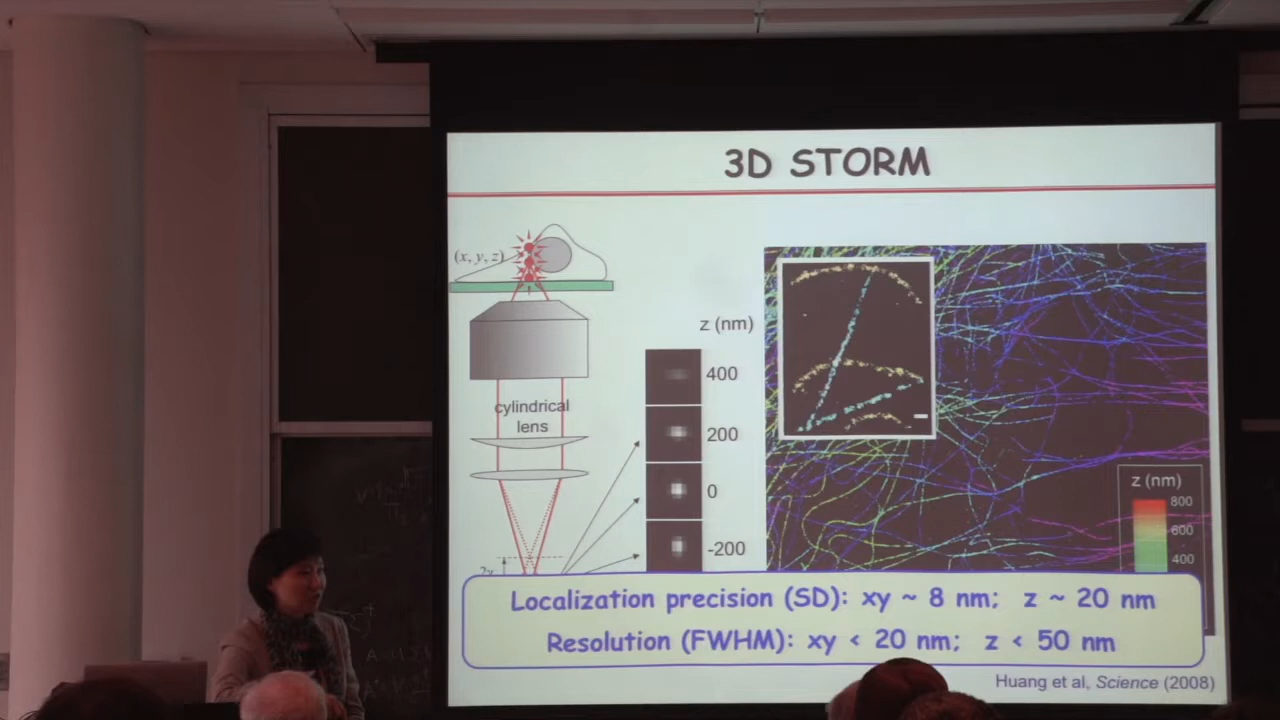 3D STORM
(x, y, z)
z (nm)
400
cylindrical
lens
200
0
-200
z (nm)
800
600
400
Localization precision (SD): xy ~ 8 nm; z ~ 20 nm
Resolution (FWHM): xy < 20 nm; z < 50 nm
Huang et al, Science (2008)